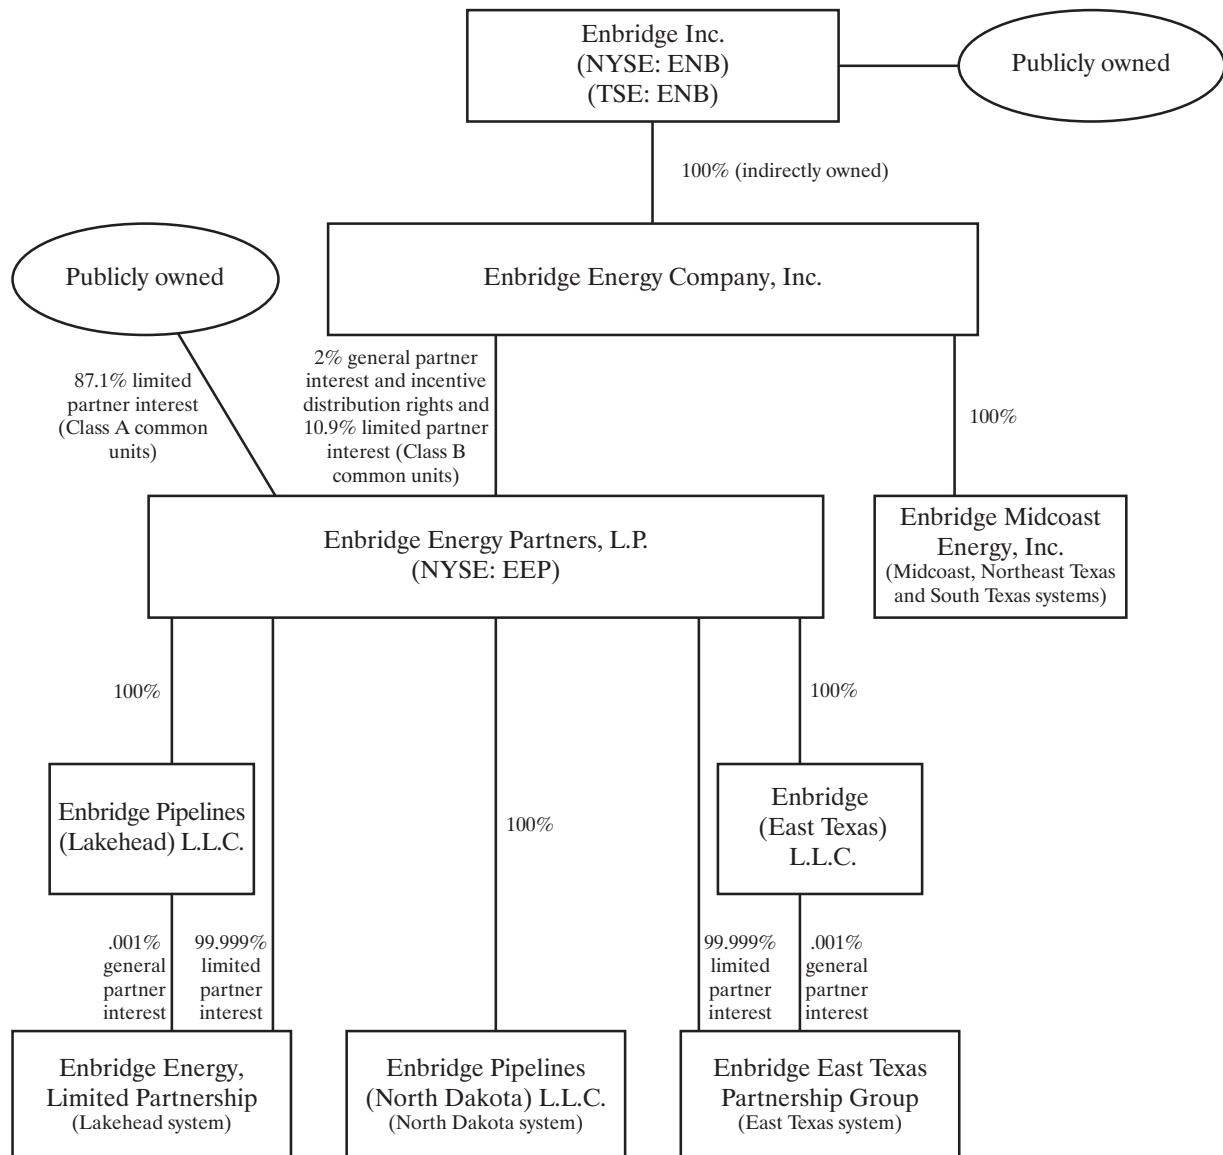 Enbridge Inc.
(NYSE: ENB)
(TSE: ENB)
Publicly owned
100% (indirectly owned)
Publicly owned
Enbridge Energy Company, Inc.
87.1% limited
partner interest
(Class A common
units)
2% general partner
interest and incentive
distribution rights and
10.9% limited partner
interest (Class B
common units)
100%
Enbridge Energy Partners, L.P.
(NYSE: EEP)
Enbridge Midcoast
Energy, Inc.
(Midcoast, Northeast Texas
and South Texas systems)
100%
100%
Enbridge Pipelines
(Lakehead) L.L.C.
100%
Enbridge
(East Texas)
L.L.C.
.001%
general
partner
interest
99.999%
limited
partner
interest
99.999%
limited
partner
interest
.001%
general
partner
interest
Enbridge Energy,
Limited Partnership
(Lakehead system)
Enbridge Pipelines
(North Dakota) L.L.C.
(North Dakota system)
Enbridge East Texas
Partnership Group
(East Texas system)